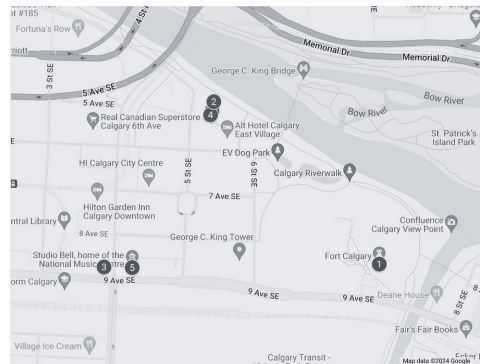 Fortuna's Row
Memorial Dr
Memorial Dr
4 St SE
3 St SE
George C. King Bridge
5 Ave SE
5 Ave SE
Bow River
Bow River
2
4
Real Canadian Superstore
Calgary 6th Ave
Alt Hotel Calgary
East Village
St. Patrick's
Island Park
EV Dog Park
HI Calgary City Centre
5 St SE
6 St SE
Calgary Riverwalk
7 Ave SE
Hilton Garden Inn
Calgary Downtown
ntral Library
8 Ave SE
George C. King Tower
Confluence
Calgary View Point
Studio Bell, home of the
National Music Centre
3
5
Fort Calgary
1
orm Calgary
9 Ave SE
9 Ave SE
9 Ave SE
Deane House
8 St SE
Fair's Fair Books
Village Ice Cream
Calgary Transit -
Map data ©2024 Google